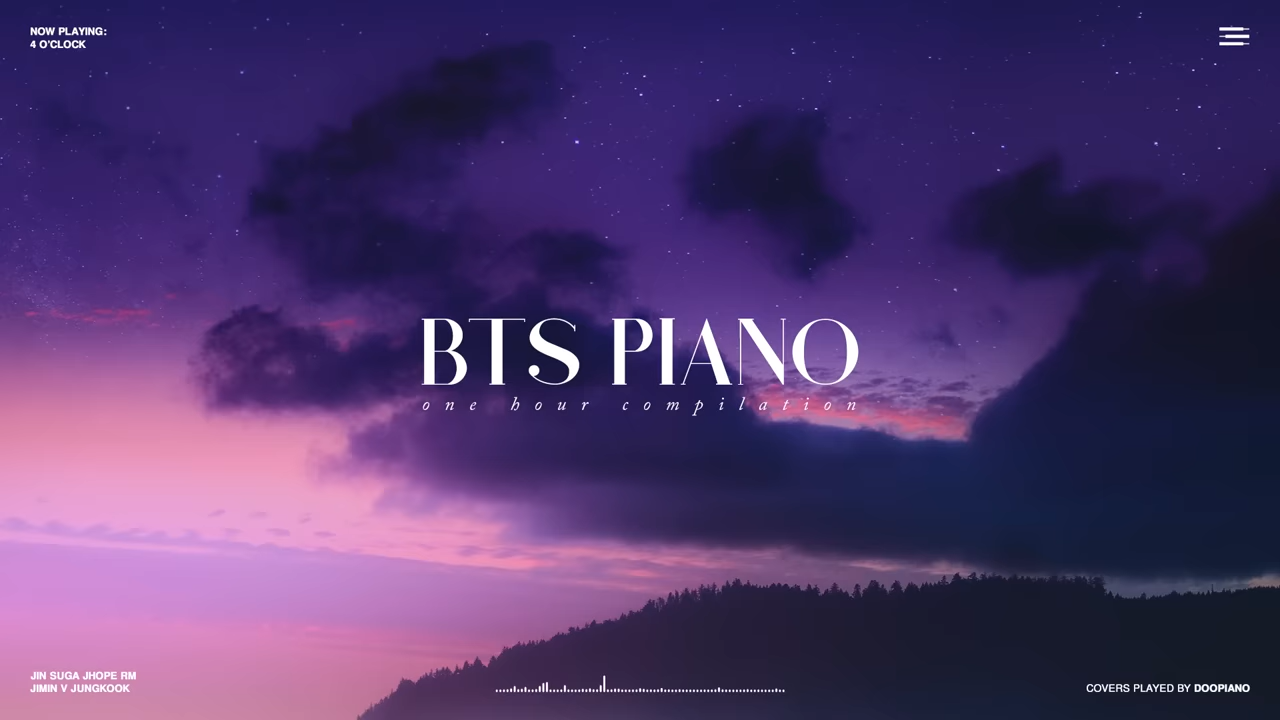 NOW PLAYING:
4 O'CLOCK
BTS PIANO
one hour compilation
JIN SUGA JHOPE RM
JIMIN V JUNGKOOK
COVERS PLAYED BY DOOPIANO